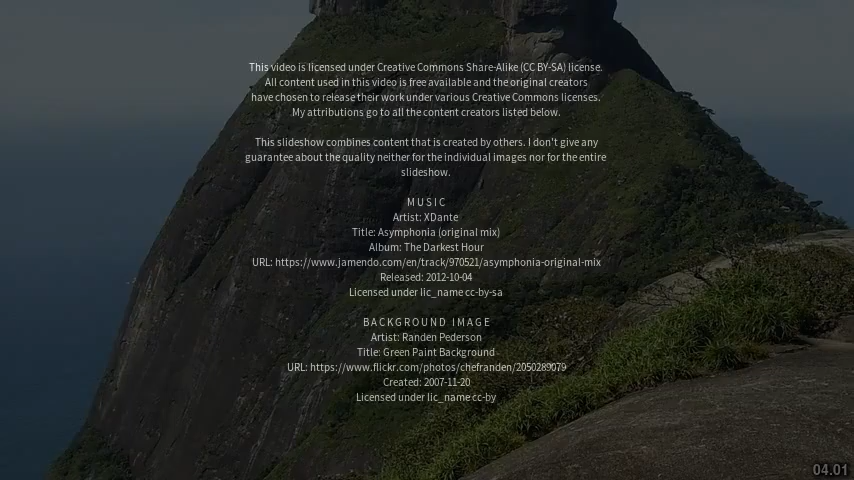 This video is licensed under Creative Commons Share-Alike (CC BY-SA) license.
All content used in this video is free available and the original creators
have chosen to release their work under various Creative Commons licenses.
My attributions go to all the content creators listed below.
This slideshow combines content that is created by others. I don't give any
guarantee about the quality neither for the individual images nor for the entire
slideshow.
MUSIC
Artist: XDante
Title: Asymphonia (original mix)
Album: The Darkest Hour
URL: https://www.jamendo.com/en/track/970521/asymphonia-original-mix
Released: 2012-10-04
Licensed under lic_name cc-by-sa
BACKGROUND IMAGE
Artist: Randen Pederson
Title: Green Paint Background
URL: https://www.flickr.com/photos/chefranden/2050289079
Created: 2007-11-20
Licensed under lic_name cc-by
04.01